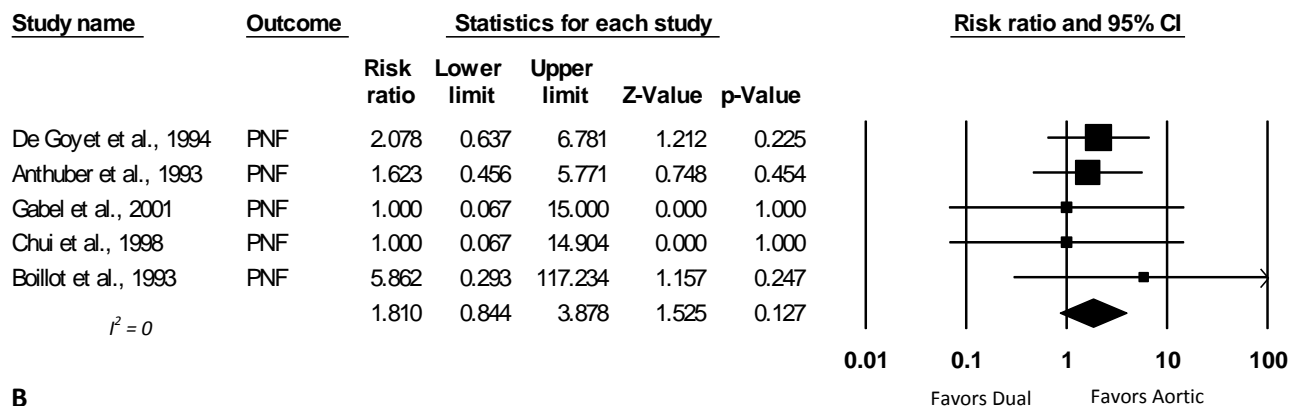 Study name Outcome Statistics for each study Risk ratio and 95% CI
Risk Lower Upper
ratio limit limit Z-Value p-Value
De Goyet et al., 1994 PNF 2.078 0.637 6.781 1.212 0.225
Anthuber et al., 1993 PNF 1.623 0.456 5.771 0.748 0.454
Gabel et al., 2001 PNF 1.000 0.067 15.000 0.000 1.000
Chui et al., 1998 PNF 1.000 0.067 14.904 0.000 1.000
Boillot et al., 1993 PNF 5.862 0.293 117.234 1.157 0.247
1.810 0.844 3.878 1.525 0.127
I² = 0
0.01 0.1 1 10 100
B Favors Dual Favors Aortic